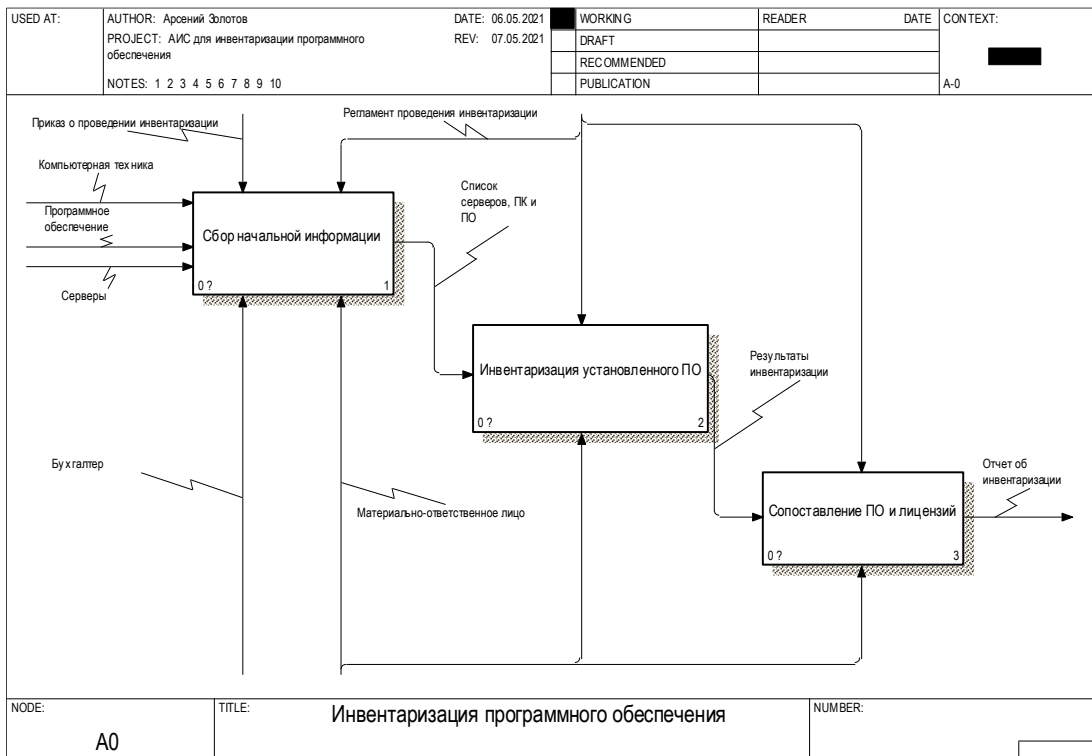 USED AT:
AUTHOR: Арсений Золотов
DATE: 06.05.2021
PROJECT: АИС для инвентаризации программного
обеспечения
REV: 07.05.2021
NOTES: 1 2 3 4 5 6 7 8 9 10
WORKING
DRAFT
RECOMMENDED
PUBLICATION
READER
DATE
CONTEXT:
A-0
Приказ о проведении инвентаризации
Регламент проведения инвентаризации
Компьютерная техника
Программное
обеспечение
Серверы
Сбор начальной информации
0 ?
1
Список
серверов, ПК и
ПО
Инвентаризация установленного ПО
0 ?
2
Результаты
инвентаризации
Бухгалтер
Материально-ответственное лицо
Сопоставление ПО и лицензий
0 ?
3
Отчет об
инвентаризации
NODE:
A0
TITLE:
Инвентаризация программного обеспечения
NUMBER: